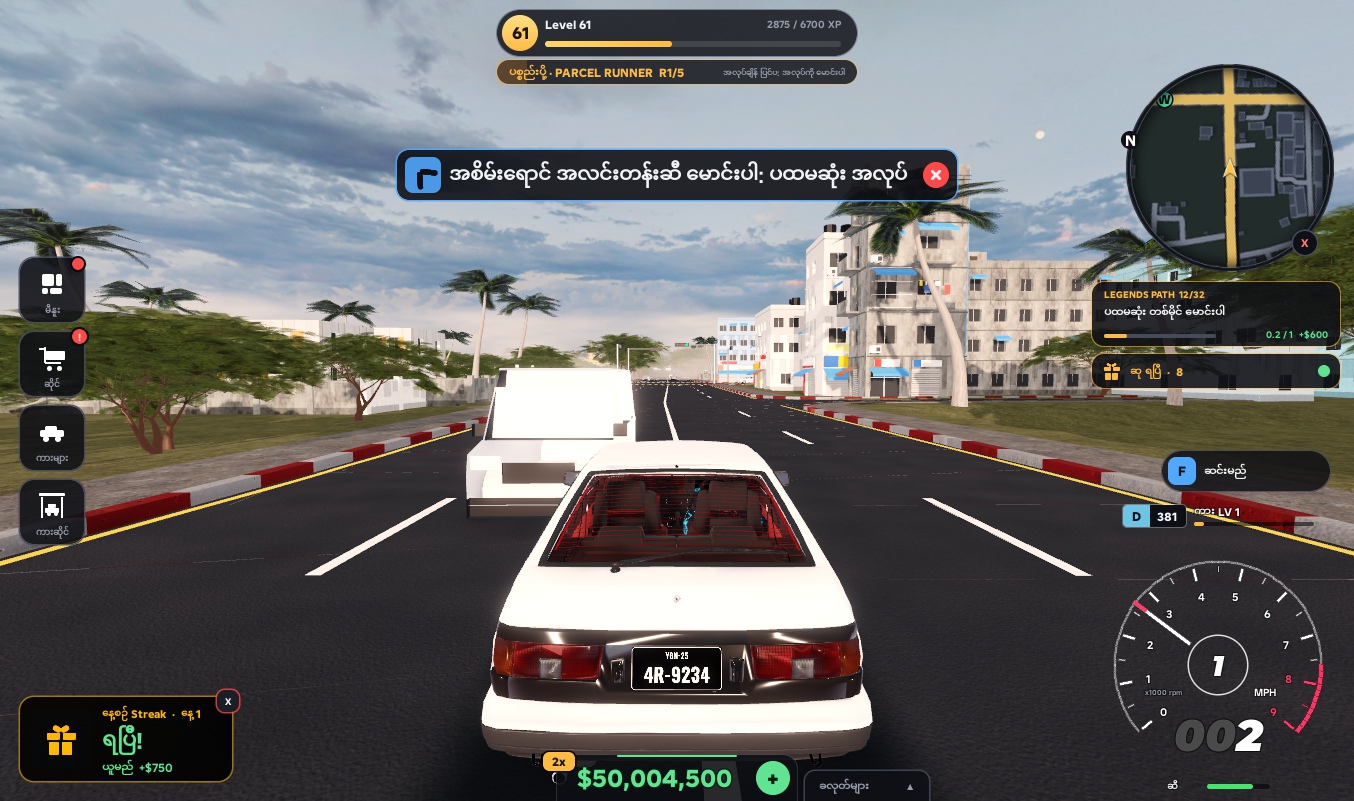 61
Level 61
2875 / 6700 XP
ပစ္စည်းပို့ · PARCEL RUNNER R1/5
အလုပ်ချိန် ပြင်ပ; အလုပ်ကို မောင်းပါ
အစိမ်းရောင် အလင်းတန်းဆီ မောင်းပါ; ပထမဆုံး အလုပ်
N
W
X
LEGENDS PATH 12/32
ပထမဆုံး တစ်မိုင် မောင်းပါ
0.2 / 1 +$600
ဆု ရပြီ · 8
မီနူး
!
ဆိုင်
ကားများ
ကားဆိုင်
F
ဆင်းမည်
D 381
ကား LV 1
0
1
2
3
4
5
6
7
8
9
x1000 rpm
1
MPH
002
ဆီ
YGN-25
4R-9234
X
နေ့စဉ် Streak · နေ့ 1
ရပြီ!
ယူမည် +$750
2x
$50,004,500
+
ခလုတ်များ ▲